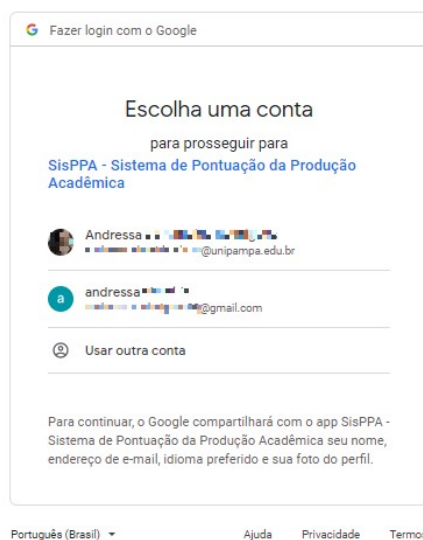 Fazer login com o Google
Escolha uma conta
para prosseguir para
SisPPA - Sistema de Pontuação da Produção
Acadêmica
Andressa
@unipampa.edu.br
a
andressa
@gmail.com
Usar outra conta
Para continuar, o Google compartilhará com o app SisPPA -
Sistema de Pontuação da Produção Acadêmica seu nome,
endereço de e-mail, idioma preferido e sua foto do perfil.
Português (Brasil) Ajuda Privacidade Termos